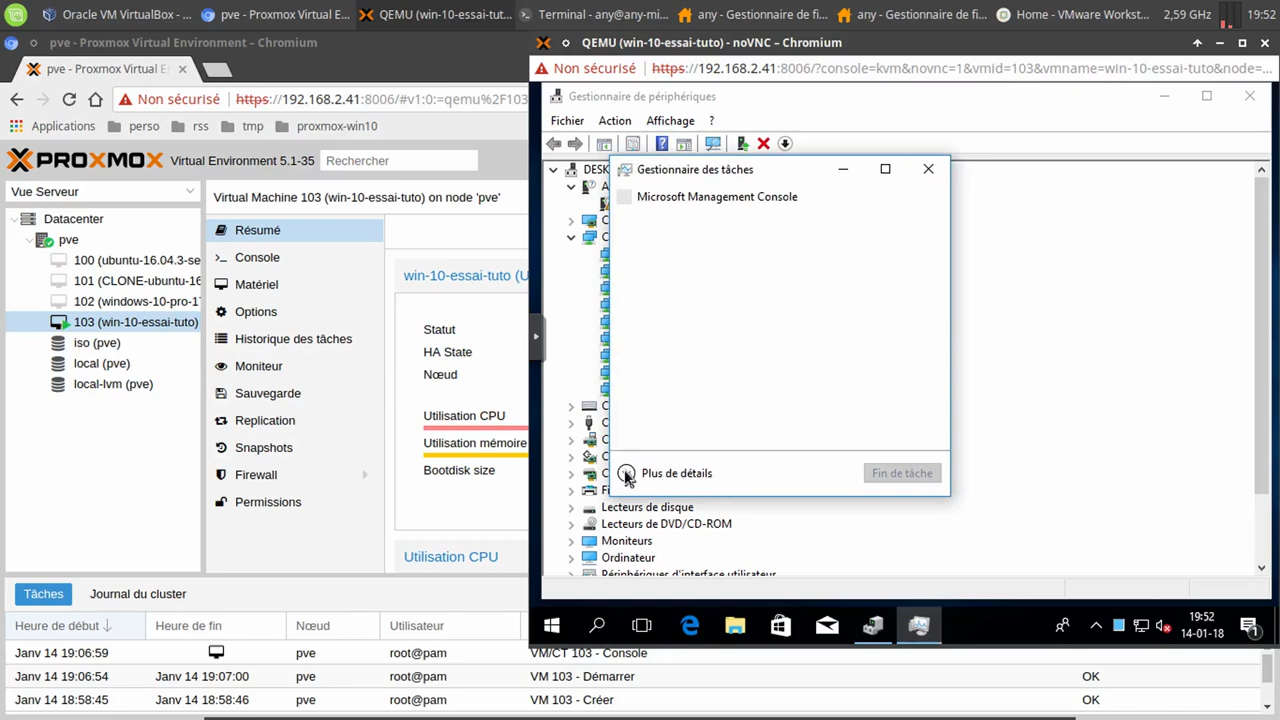 Oracle VM VirtualBox -...
pve - Proxmox Virtual E...
QEMU (win-10-essai-tut...
Terminal - any@any-mi...
any - Gestionnaire de fi...
any - Gestionnaire de fi...
Home - VMware Workst...
2,59 GHz
19:52
pve - Proxmox Virtual Environment – Chromium
pve - Proxmox Virtual E
Non sécurisé
https://192.168.2.41:8006/#v1:0:=qemu%2F103
Applications
perso
rss
tmp
proxmox-win10
PROXMOX
Virtual Environment 5.1-35
Rechercher
Vue Serveur
Datacenter
pve
100 (ubuntu-16.04.3-se
101 (CLONE-ubuntu-16
102 (windows-10-pro-17
103 (win-10-essai-tuto)
iso (pve)
local (pve)
local-lvm (pve)
Virtual Machine 103 (win-10-essai-tuto) on node 'pve'
Résumé
Console
Matériel
Options
Historique des tâches
Moniteur
Sauvegarde
Replication
Snapshots
Firewall
Permissions
win-10-essai-tuto (U
Statut
HA State
Nœud
Utilisation CPU
Utilisation mémoire
Bootdisk size
Utilisation CPU
QEMU (win-10-essai-tuto) - noVNC – Chromium
Non sécurisé
https://192.168.2.41:8006/?console=kvm&novnc=1&vmid=103&vmname=win-10-essai-tuto&node=...
Gestionnaire de périphériques
Fichier
Action
Affichage
?
DESK
Gestionnaire des tâches
Microsoft Management Console
Plus de détails
Fin de tâche
Lecteurs de disque
Lecteurs de DVD/CD-ROM
Moniteurs
Ordinateur
Périphériques d'interface utilisateur
19:52
14-01-18
Tâches
Journal du cluster
Heure de début
Heure de fin
Nœud
Utilisateur
Janv 14 19:06:59
pve
root@pam
VM/CT 103 - Console
Janv 14 19:06:54
Janv 14 19:07:00
pve
root@pam
VM 103 - Démarrer
OK
Janv 14 18:58:45
Janv 14 18:58:46
pve
root@pam
VM 103 - Créer
OK